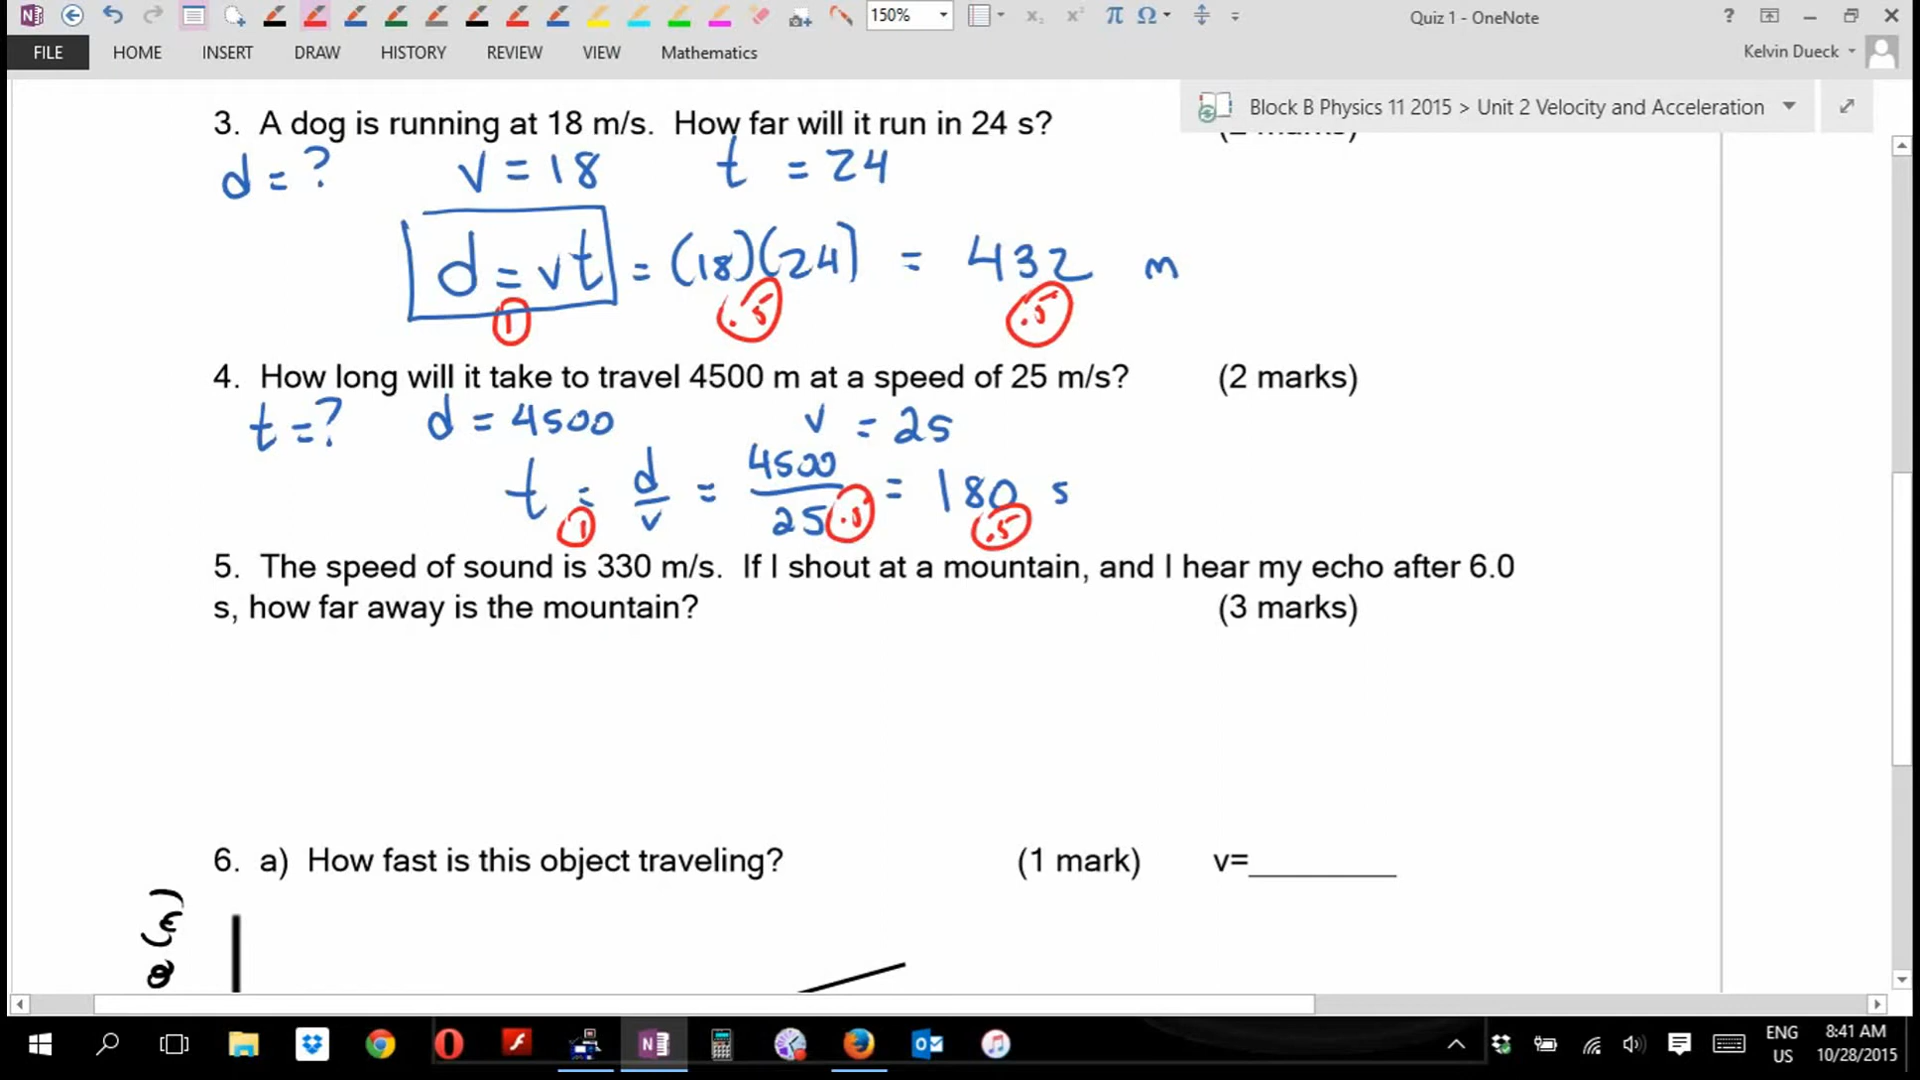 150%
Quiz 1 - OneNote
FILE HOME INSERT DRAW HISTORY REVIEW VIEW Mathematics
Kelvin Dueck
Block B Physics 11 2015 > Unit 2 Velocity and Acceleration
3. A dog is running at 18 m/s. How far will it run in 24 s?
d = ? v = 18 t = 24
d = vt = (18)(24) = 432 m
1 .5 .5
4. How long will it take to travel 4500 m at a speed of 25 m/s? (2 marks)
t = ? d = 4500 v = 25
t = d/v = 4500/25 = 180 s
1 .5 .5
5. The speed of sound is 330 m/s. If I shout at a mountain, and I hear my echo after 6.0
s, how far away is the mountain? (3 marks)
6. a) How fast is this object traveling? (1 mark) v=________
d (m)
ENG
US
8:41 AM
10/28/2015